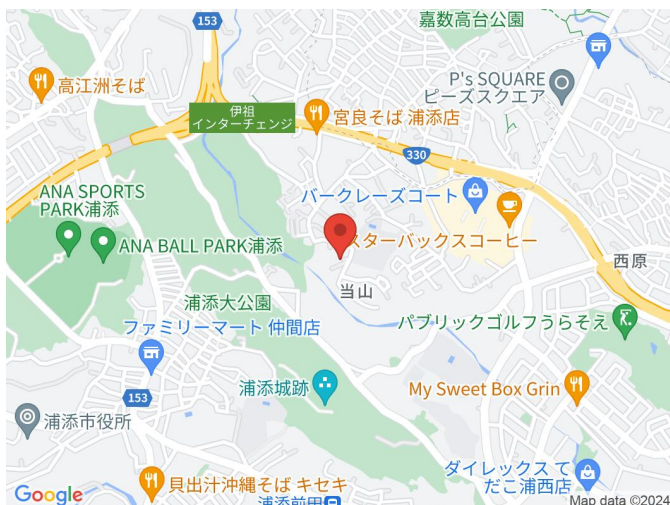 153
嘉数高台公園
高江洲そば
P's SQUARE
ピーズスクエア
伊祖
インターチェンジ
宮良そば 浦添店
330
ANA SPORTS
PARK浦添
バークレーズコート
ANA BALL PARK浦添
スターバックスコーヒー
西原
当山
浦添大公園
パブリックゴルフうらそえ
ファミリーマート 仲間店
浦添城跡
My Sweet Box Grin
153
浦添市役所
ダイレックス て
だこ浦西店
貝出汁沖縄そば キセキ
浦添前田
Google
Map data ©2024